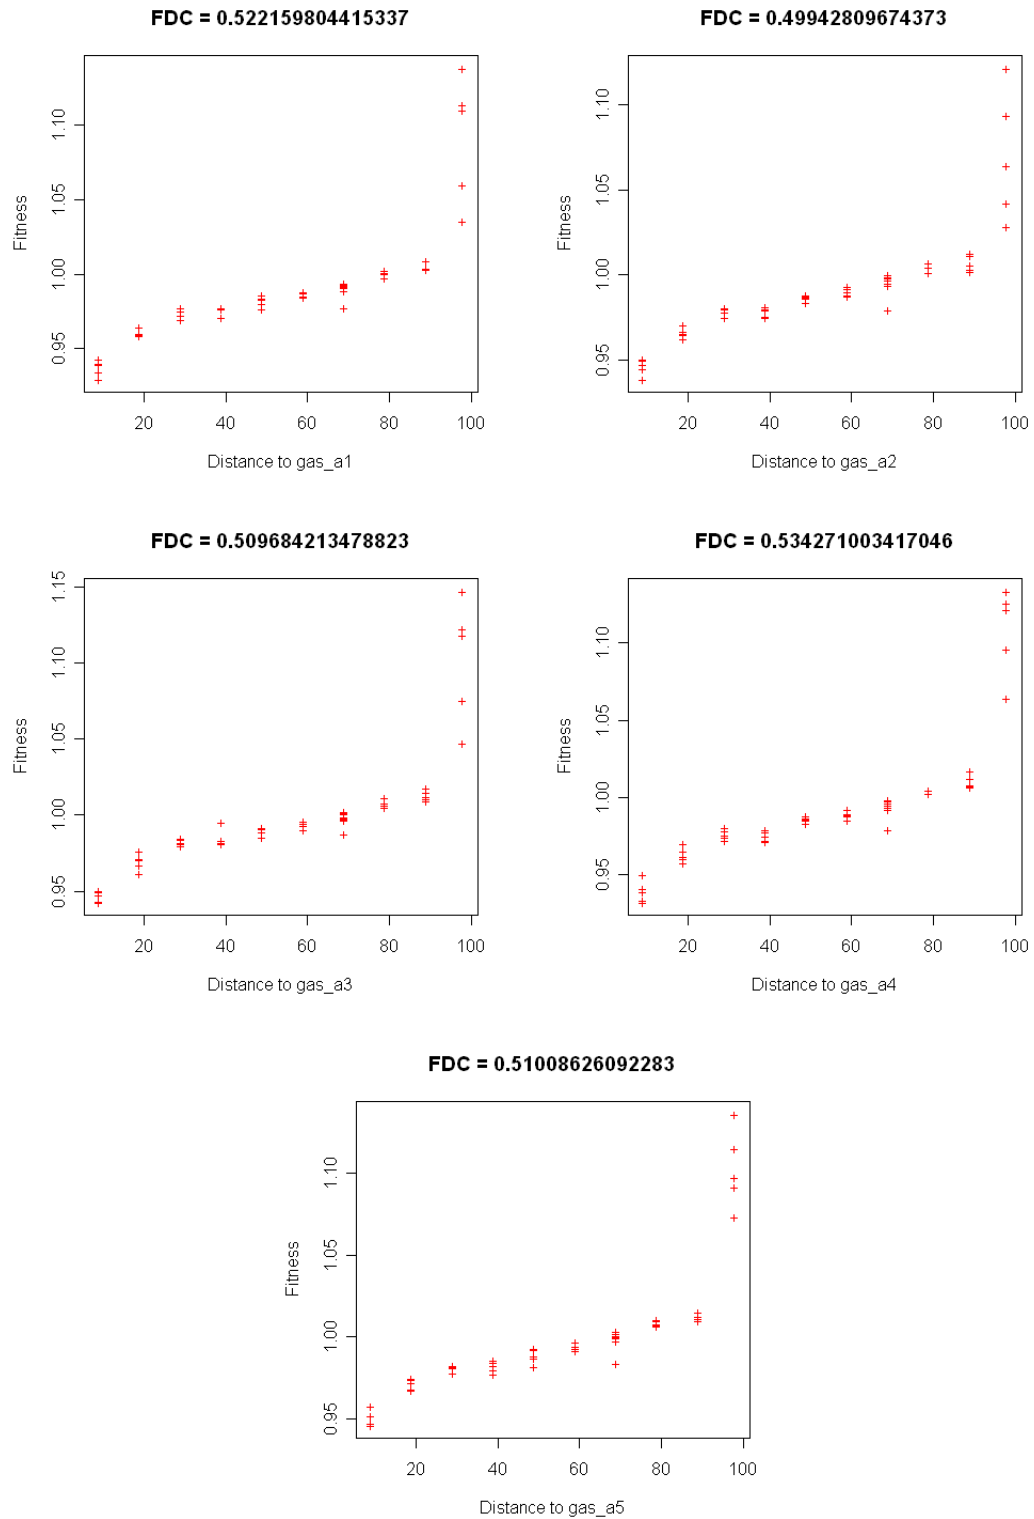 FDC = 0.522159804415337
Fitness
0.95 1.00 1.05 1.10
20 40 60 80 100
Distance to gas_a1
FDC = 0.49942809674373
Fitness
0.95 1.00 1.05 1.10
20 40 60 80 100
Distance to gas_a2
FDC = 0.509684213478823
Fitness
0.95 1.00 1.05 1.10 1.15
20 40 60 80 100
Distance to gas_a3
FDC = 0.534271003417046
Fitness
0.95 1.00 1.05 1.10
20 40 60 80 100
Distance to gas_a4
FDC = 0.51008626092283
Fitness
0.95 1.00 1.05 1.10
20 40 60 80 100
Distance to gas_a5